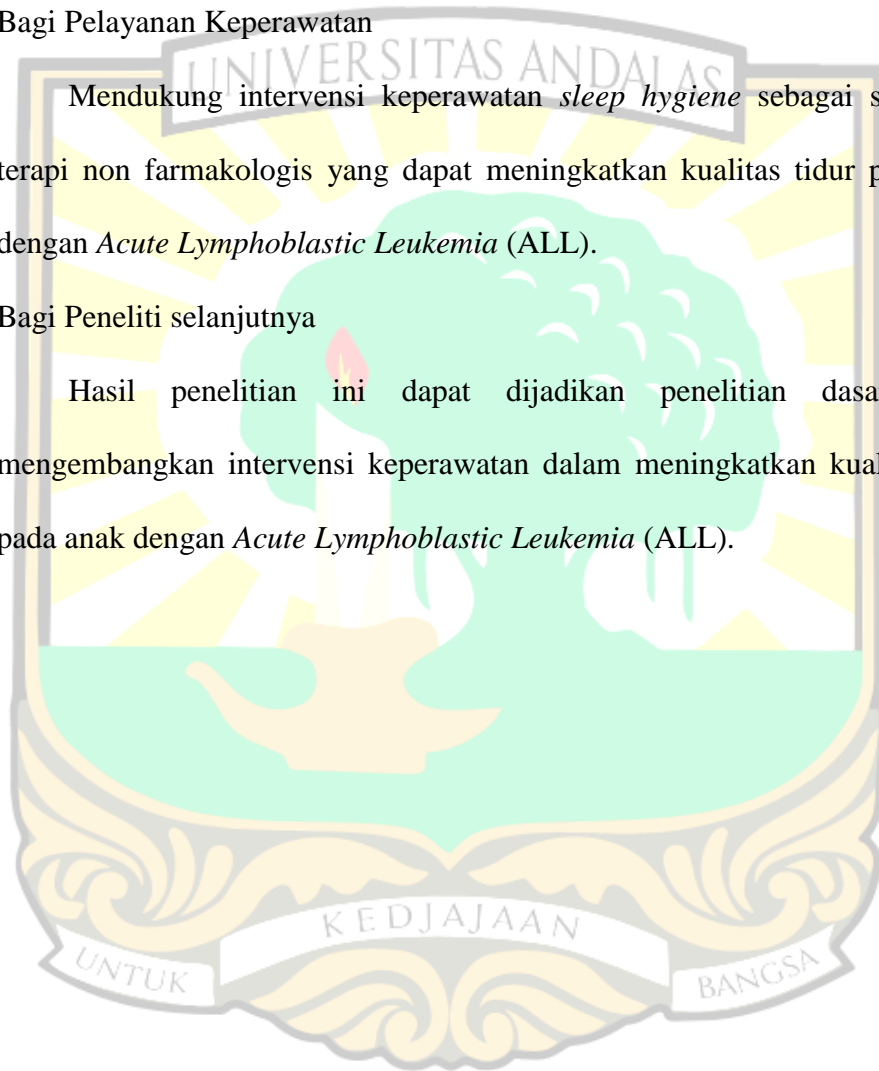 Bagi Pelayanan Keperawatan
UNIVERSITAS ANDALAS
Mendukung intervensi keperawatan sleep hygiene sebagai s
terapi non farmakologis yang dapat meningkatkan kualitas tidur p
dengan Acute Lymphoblastic Leukemia (ALL).
Bagi Peneliti selanjutnya
Hasil penelitian ini dapat dijadikan penelitian dasa
mengembangkan intervensi keperawatan dalam meningkatkan kual
pada anak dengan Acute Lymphoblastic Leukemia (ALL).
KEDJAJAAN
UNTUK
BANGSA